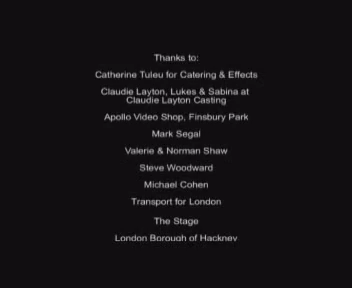 Thanks to:
Catherine Tuleu for Catering & Effects
Claudie Layton, Lukes & Sabina at
Claudie Layton Casting
Apollo Video Shop, Finsbury Park
Mark Segal
Valerie & Norman Shaw
Steve Woodward
Michael Cohen
Transport for London
The Stage
London Borough of Hackney